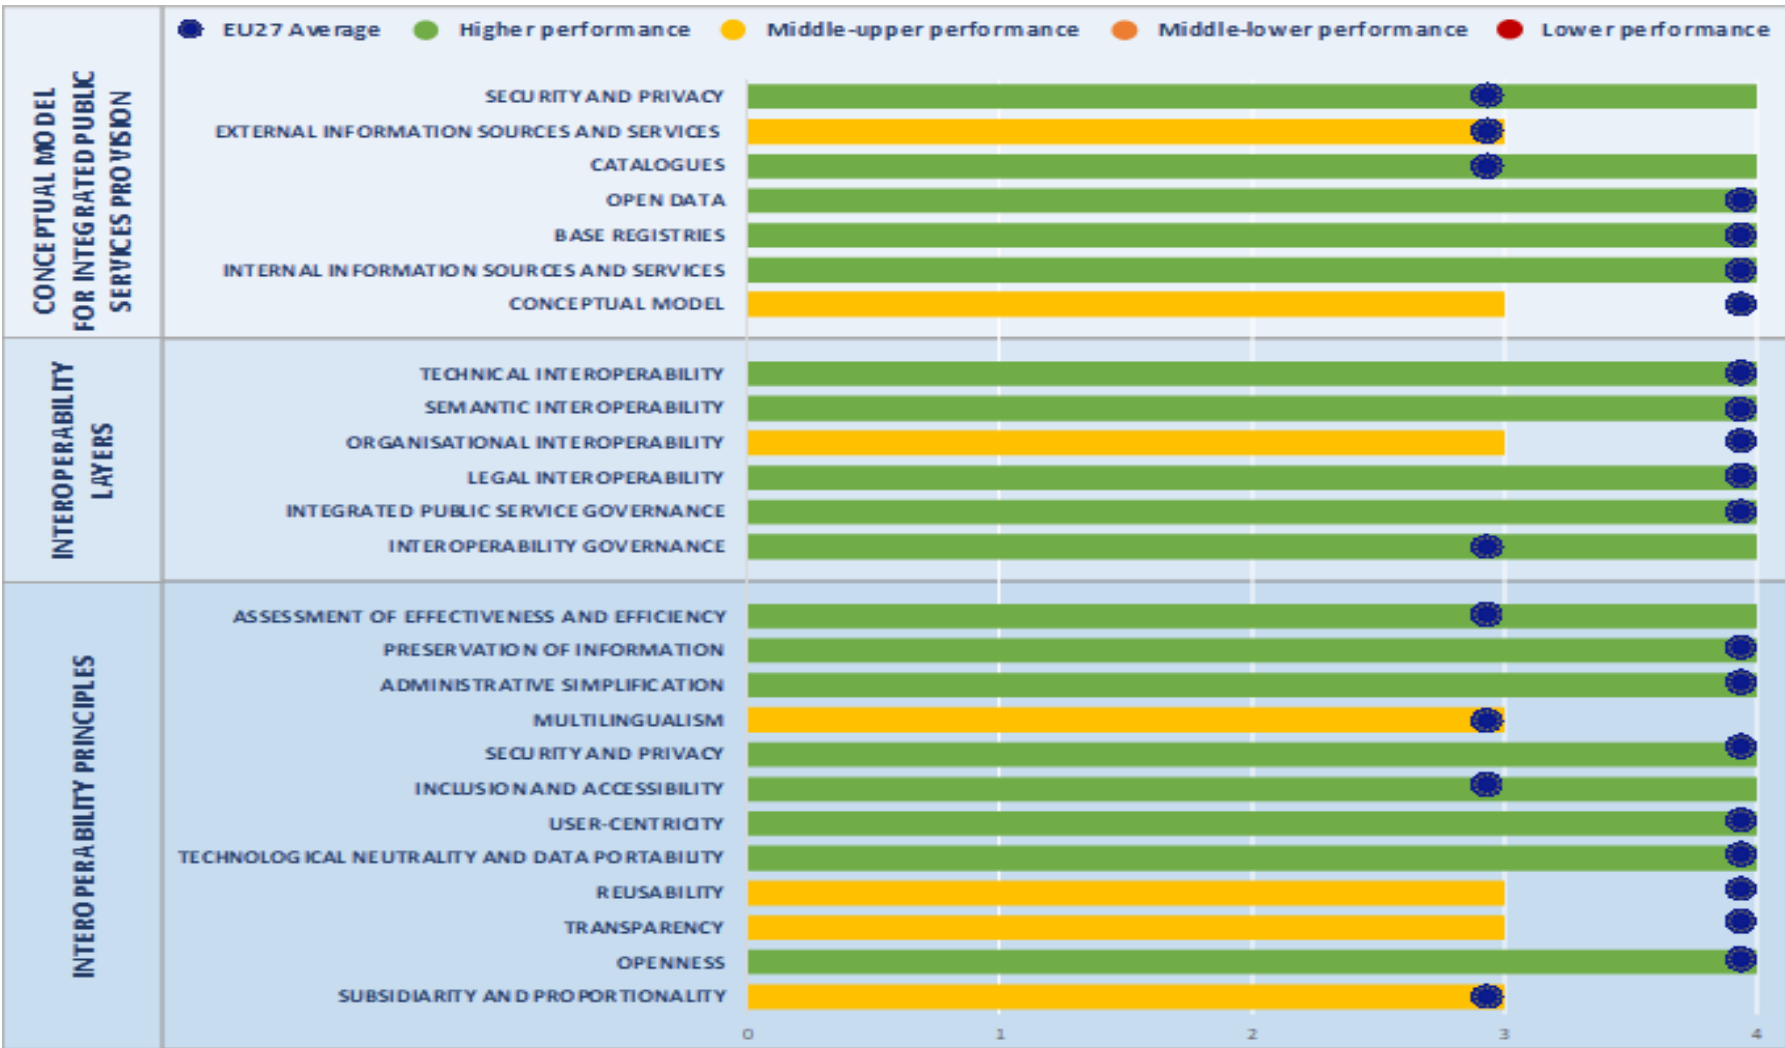 EU27 Average
Higher performance
Middle-upper performance
Middle-lower performance
Lower performance
CONCEPTUAL MODEL
FOR INTEGRATED PUBLIC
SERVICES PROVISION
SECURITY AND PRIVACY
EXTERNAL INFORMATION SOURCES AND SERVICES
CATALOGUES
OPEN DATA
BASE REGISTRIES
INTERNAL INFORMATION SOURCES AND SERVICES
CONCEPTUAL MODEL
INTEROPERABILITY
LAYERS
TECHNICAL INTEROPERABILITY
SEMANTIC INTEROPERABILITY
ORGANISATIONAL INTEROPERABILITY
LEGAL INTEROPERABILITY
INTEGRATED PUBLIC SERVICE GOVERNANCE
INTEROPERABILITY GOVERNANCE
INTEROPERABILITY PRINCIPLES
ASSESSMENT OF EFFECTIVENESS AND EFFICIENCY
PRESERVATION OF INFORMATION
ADMINISTRATIVE SIMPLIFICATION
MULTILINGUALISM
SECURITY AND PRIVACY
INCLUSION AND ACCESSIBILITY
USER-CENTRICITY
TECHNOLOGICAL NEUTRALITY AND DATA PORTABILITY
REUSABILITY
TRANSPARENCY
OPENNESS
SUBSIDIARITY AND PROPORTIONALITY
0 1 2 3 4